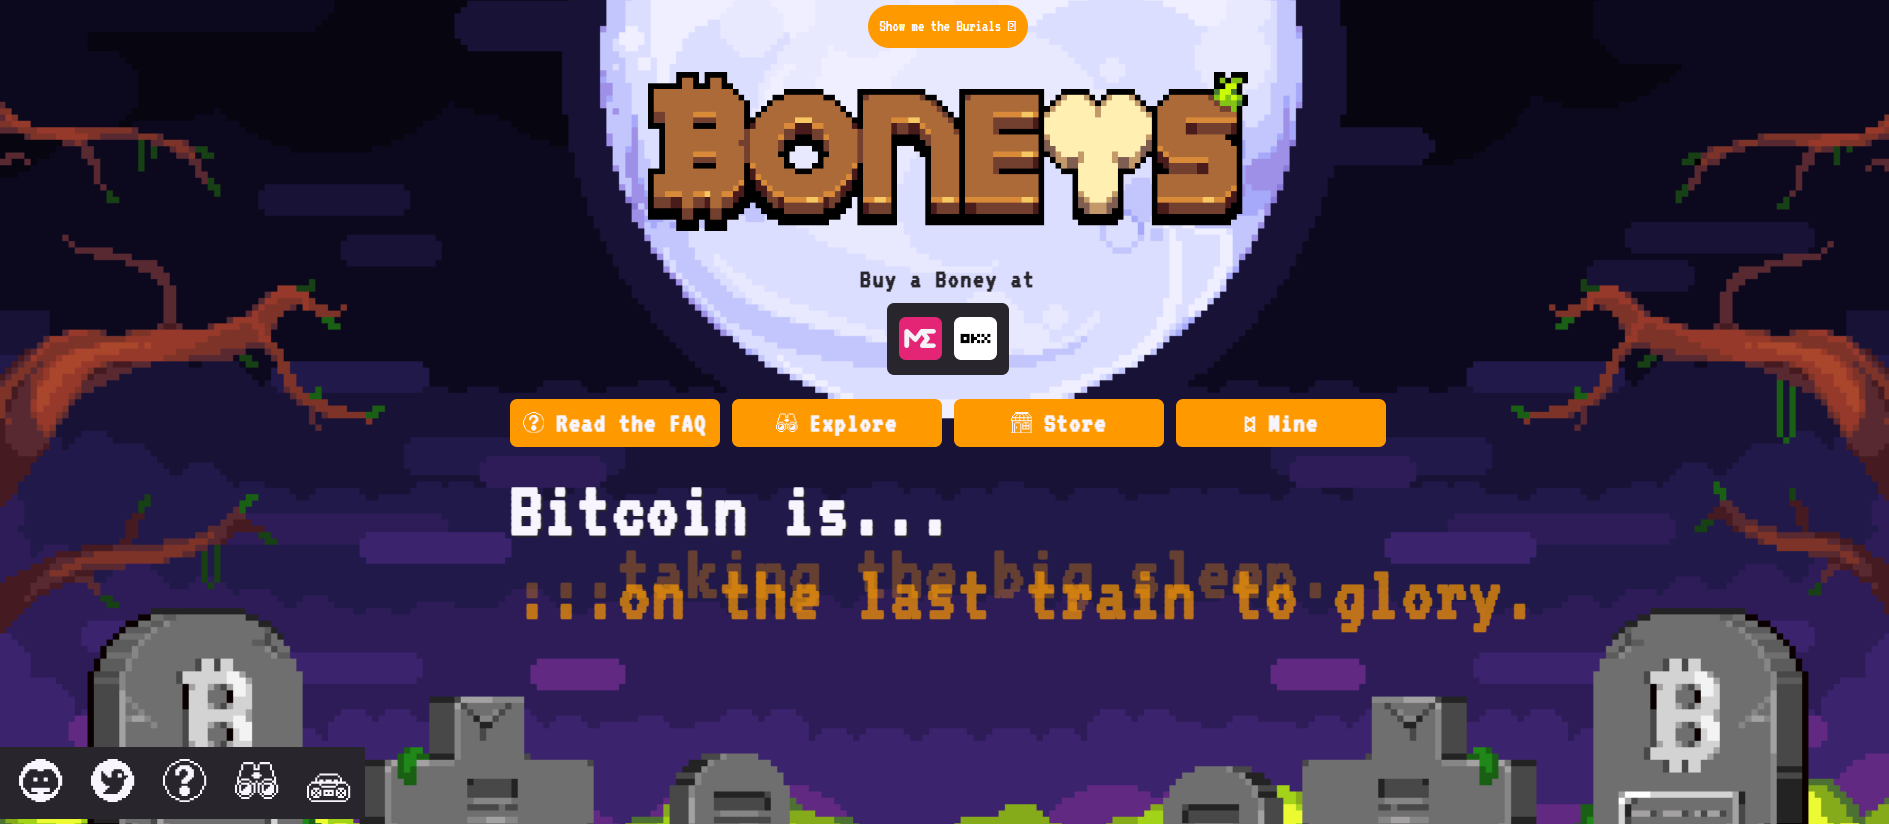 Show me the Burials
BONEYS
Buy a Boney at
ME
OKX
Read the FAQ
Explore
Store
Mine
Bitcoin is...
taking the big sleep.
:::on the last train to glory.